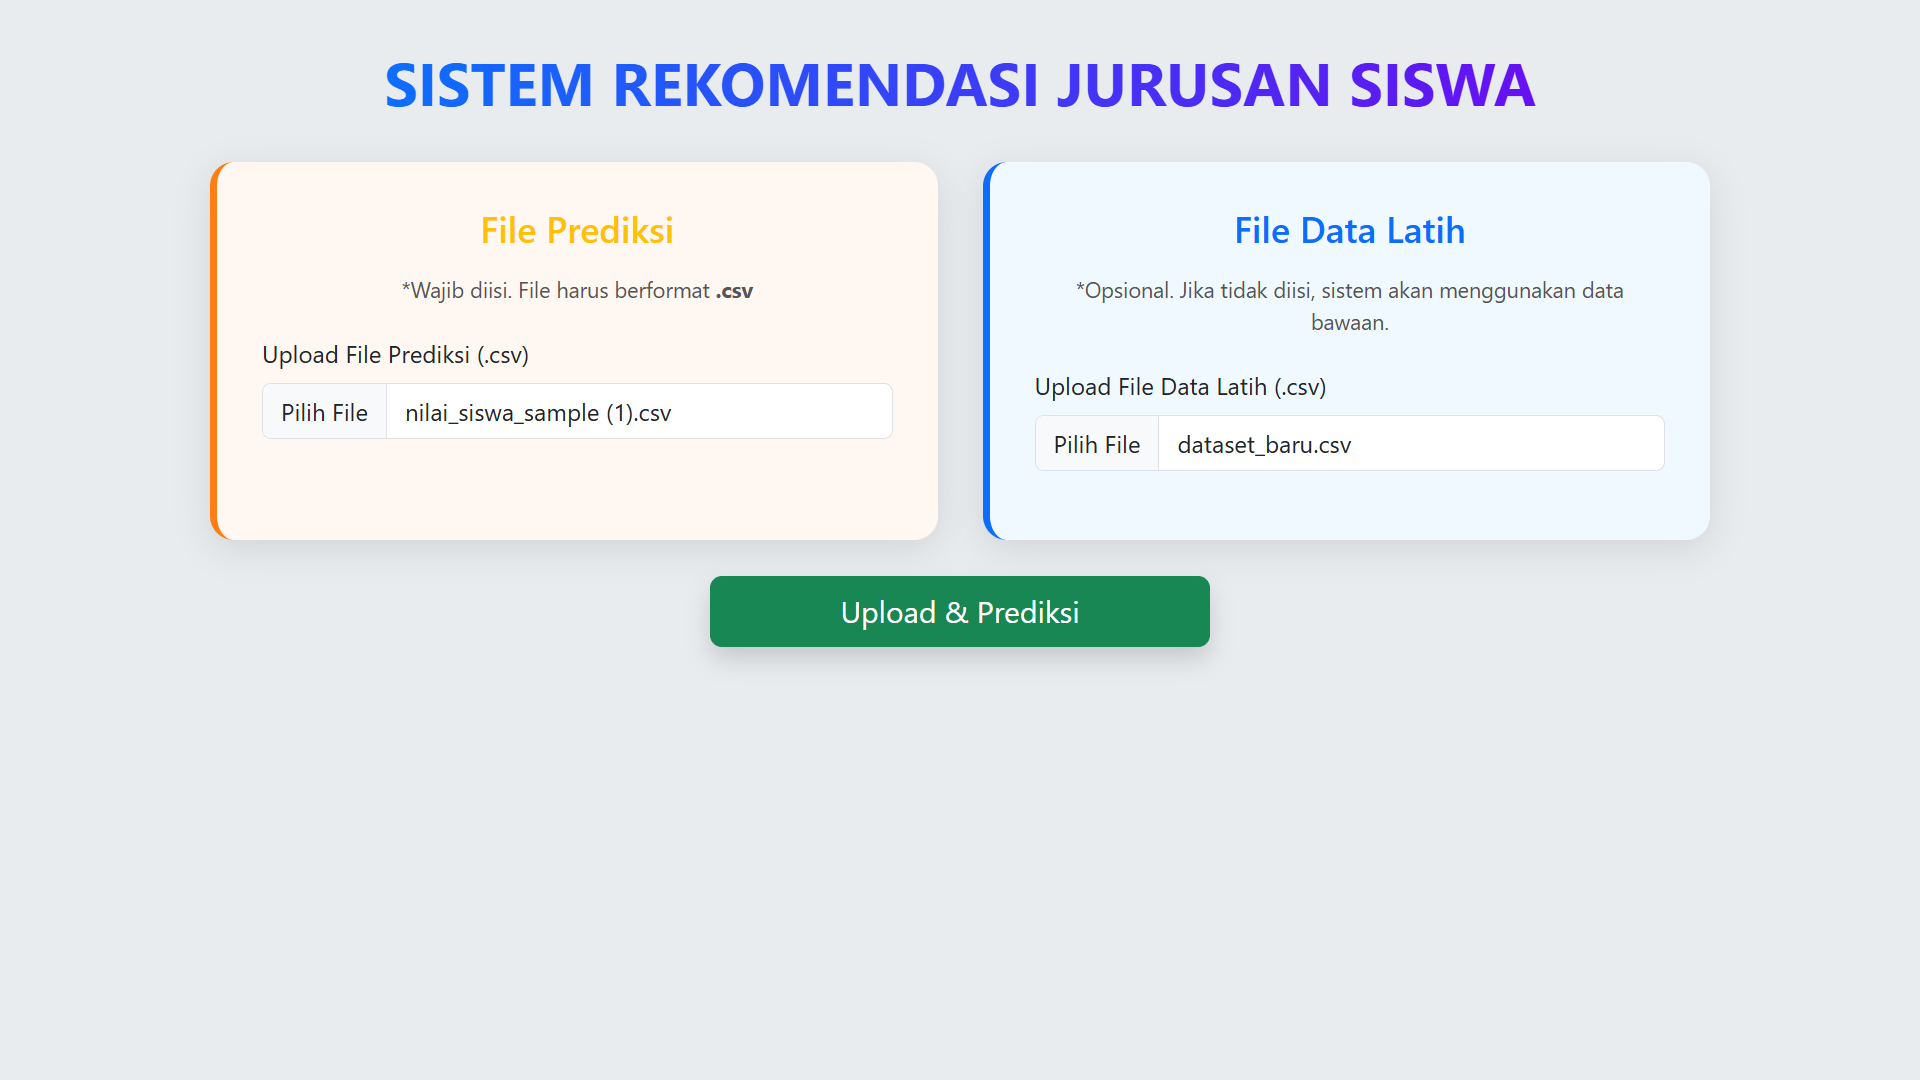 SISTEM REKOMENDASI JURUSAN SISWA
File Prediksi
*Wajib diisi. File harus berformat .csv
Upload File Prediksi (.csv)
Pilih File
nilai_siswa_sample (1).csv
File Data Latih
*Opsional. Jika tidak diisi, sistem akan menggunakan data
bawaan.
Upload File Data Latih (.csv)
Pilih File
dataset_baru.csv
Upload & Prediksi